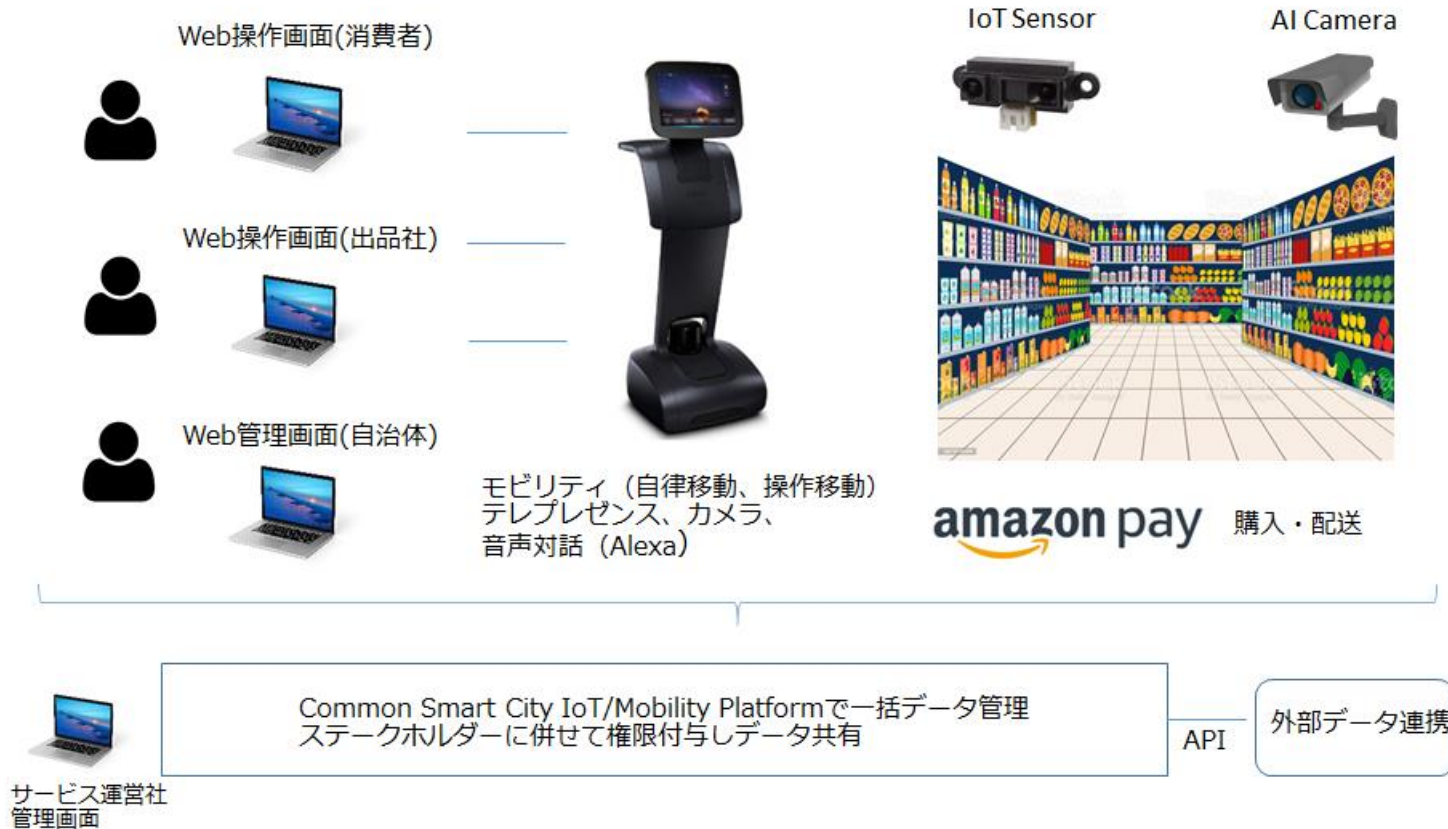 Web操作画面(消費者)
IoT Sensor
AI Camera
Web操作画面(出品社)
Web管理画面(自治体)
モビリティ（自律移動、操作移動）
テレプレゼンス、カメラ、
音声対話（Alexa）
amazon pay
購入・配送
Common Smart City IoT/Mobility Platformで一括データ管理
ステークホルダーに併せて権限付与しデータ共有
API
外部データ連携
サービス運営社
管理画面